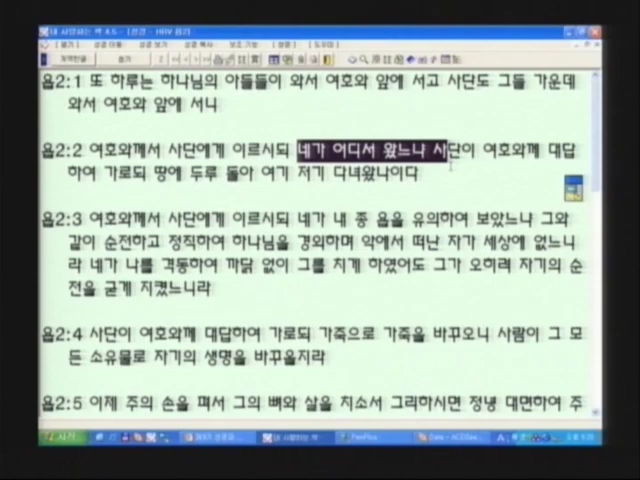 욥2:1 또 하루는 하나님의 아들들이 와서 여호와 앞에 서고 사단도 그들 가운데
와서 여호와 앞에 서니
욥2:2 여호와께서 사단에게 이르시되 네가 어디서 왔느냐 사단이 여호와께 대답
하여 가로되 땅에 두루 돌아 여기 저기 다녀왔나이다
욥2:3 여호와께서 사단에게 이르시되 네가 내 종 욥을 유의하여 보았느냐 그와
같이 순전하고 정직하여 하나님을 경외하며 악에서 떠난 자가 세상에 없느니
라 네가 나를 격동하여 까닭 없이 그를 치게 하였어도 그가 오히려 자기의 순
전을 굳게 지켰느니라
욥2:4 사단이 여호와께 대답하여 가로되 가죽으로 가죽을 바꾸오니 사람이 그 모
든 소유물로 자기의 생명을 바꾸올지라
욥2:5 이제 주의 손을 펴서 그의 뼈와 살을 치소서 그리하시면 정녕 대면하여 주